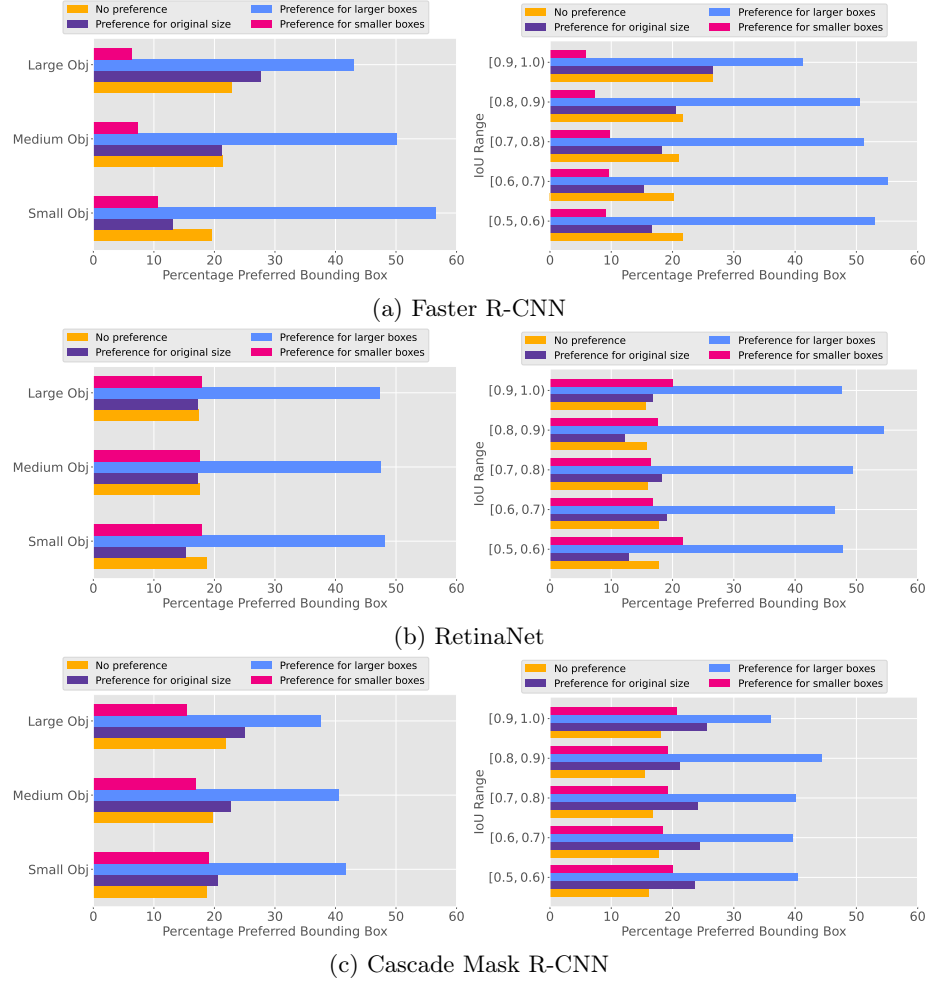 No preference Preference for larger boxes
Preference for original size Preference for smaller boxes
Large Obj
Medium Obj
Small Obj
0 10 20 30 40 50 60
Percentage Preferred Bounding Box
No preference Preference for larger boxes
Preference for original size Preference for smaller boxes
IoU Range
[0.9, 1.0)
[0.8, 0.9)
[0.7, 0.8)
[0.6, 0.7)
[0.5, 0.6)
0 10 20 30 40 50 60
Percentage Preferred Bounding Box
(a) Faster R-CNN
No preference Preference for larger boxes
Preference for original size Preference for smaller boxes
Large Obj
Medium Obj
Small Obj
0 10 20 30 40 50 60
Percentage Preferred Bounding Box
No preference Preference for larger boxes
Preference for original size Preference for smaller boxes
IoU Range
[0.9, 1.0)
[0.8, 0.9)
[0.7, 0.8)
[0.6, 0.7)
[0.5, 0.6)
0 10 20 30 40 50 60
Percentage Preferred Bounding Box
(b) RetinaNet
No preference Preference for larger boxes
Preference for original size Preference for smaller boxes
Large Obj
Medium Obj
Small Obj
0 10 20 30 40 50 60
Percentage Preferred Bounding Box
No preference Preference for larger boxes
Preference for original size Preference for smaller boxes
IoU Range
[0.9, 1.0)
[0.8, 0.9)
[0.7, 0.8)
[0.6, 0.7)
[0.5, 0.6)
0 10 20 30 40 50 60
Percentage Preferred Bounding Box
(c) Cascade Mask R-CNN